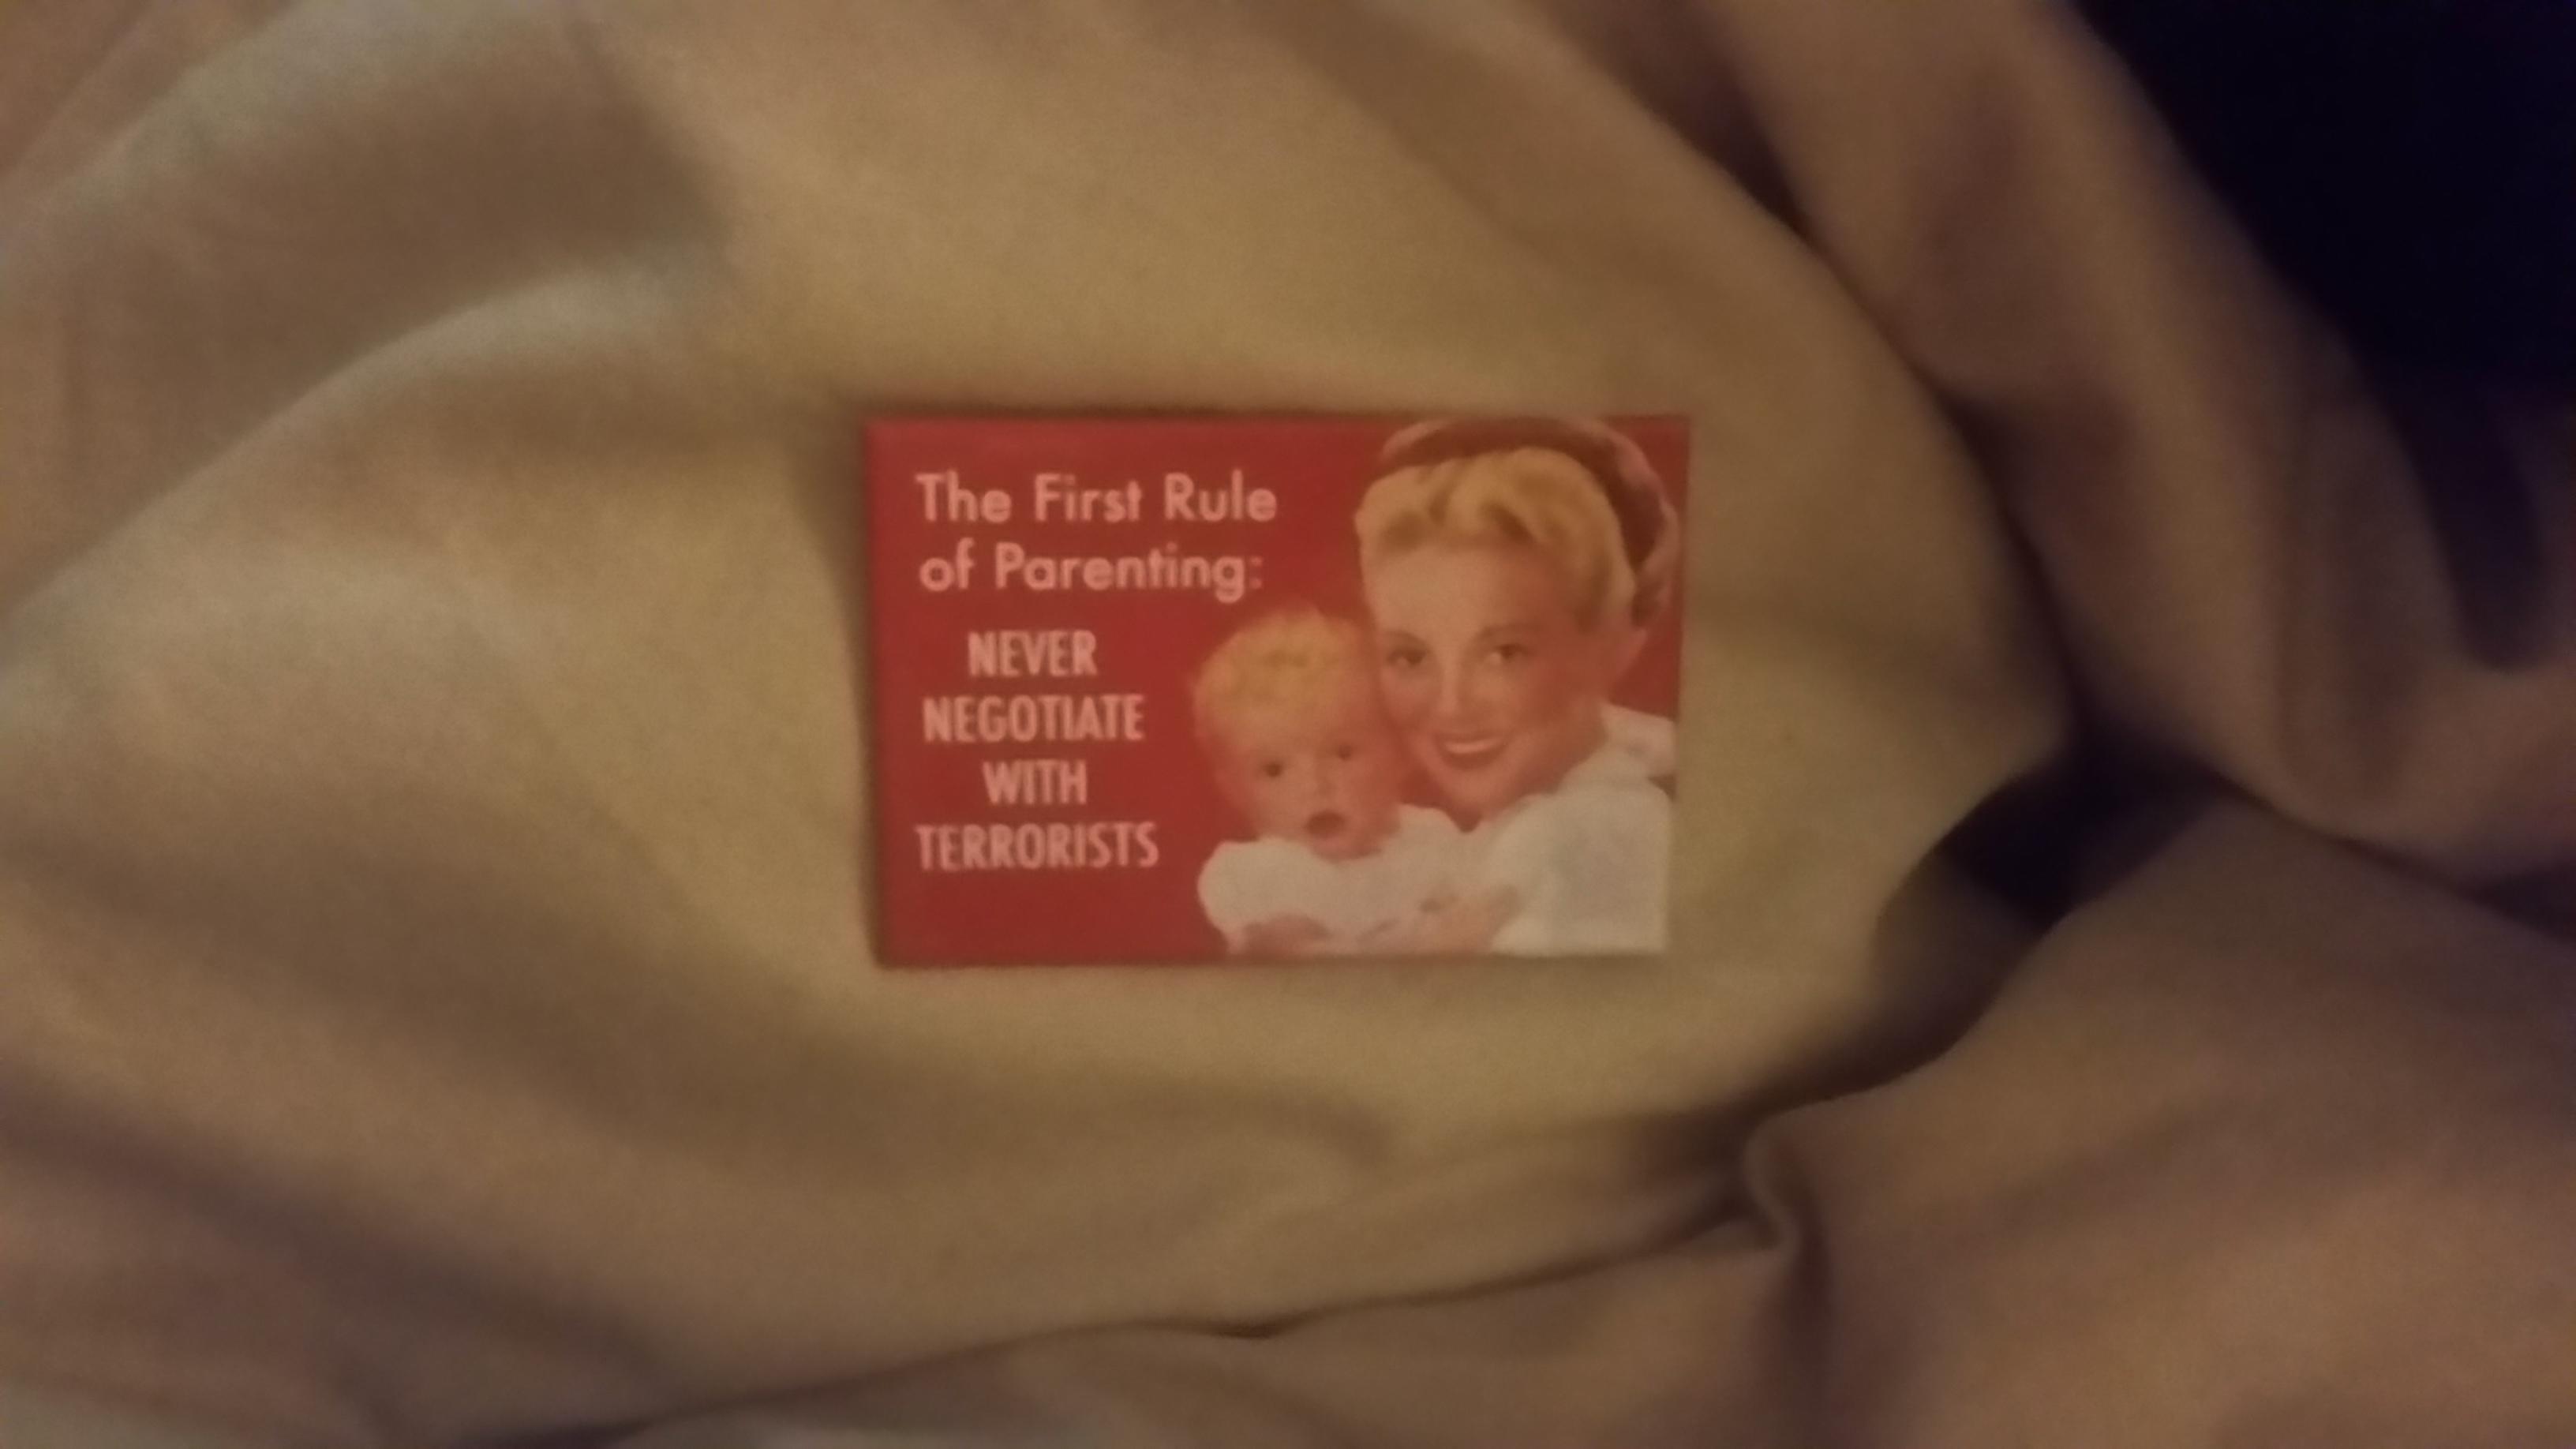 The First Rule
of Parenting:
NEVER
NEGOTIATE
WITH
TERRORISTS